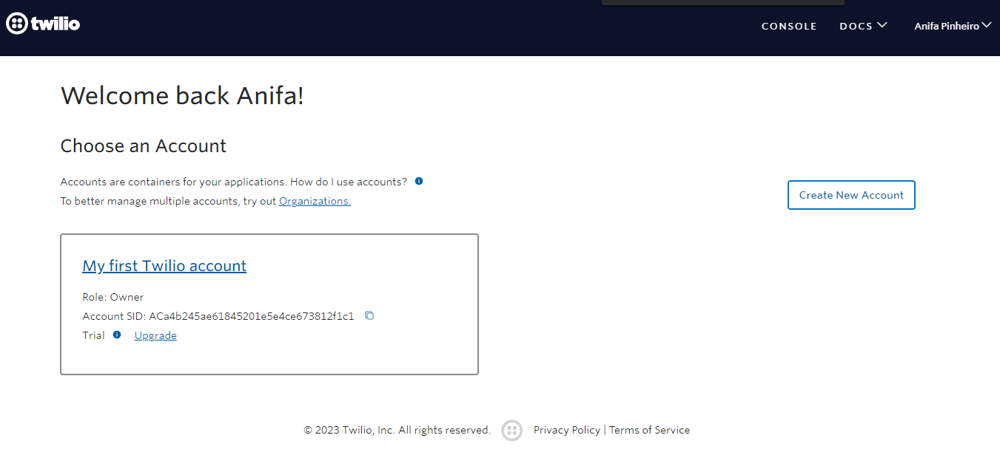 twilio
CONSOLE DOCS Anifa Pinheiro
Welcome back Anifa!
Choose an Account
Accounts are containers for your applications. How do I use accounts?
To better manage multiple accounts, try out Organizations.
Create New Account
My first Twilio account
Role: Owner
Account SID: ACa4b245ae61845201e5e4ce673812f1c1
Trial Upgrade
© 2023 Twilio, Inc. All rights reserved. Privacy Policy | Terms of Service